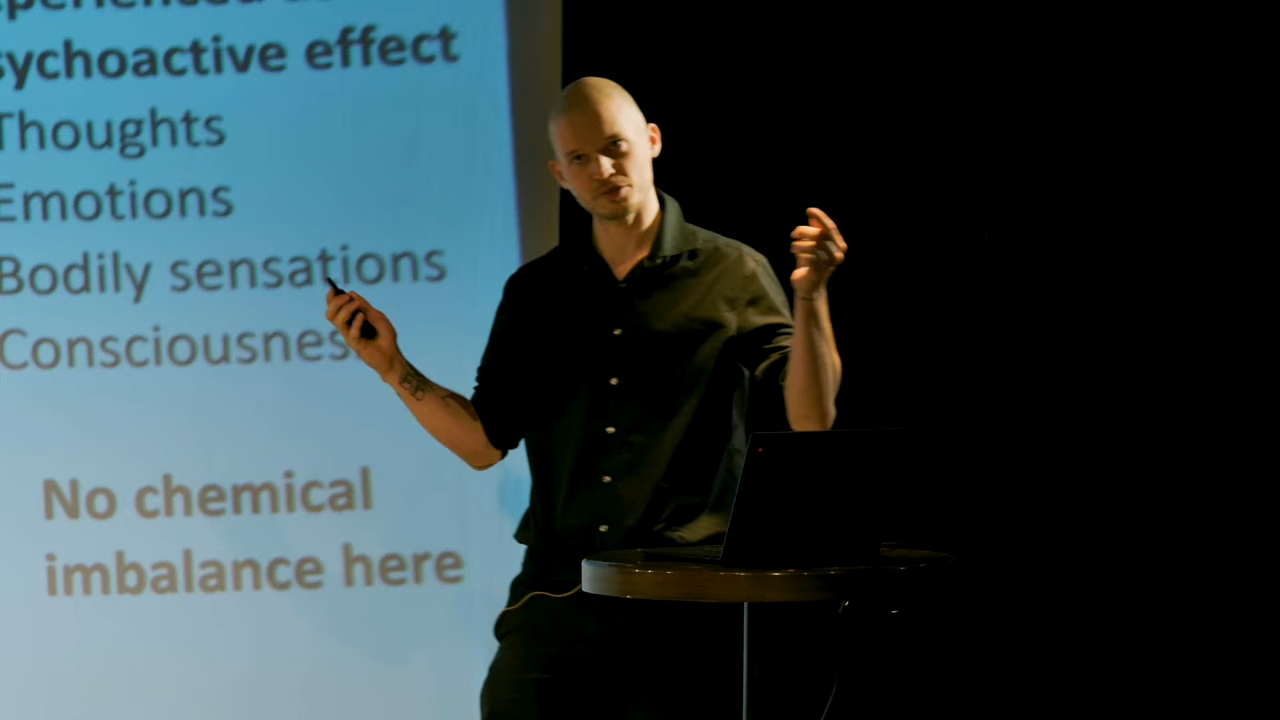 sychoactive effect
Thoughts
Emotions
Bodily sensations
Consciousnes
No chemical
imbalance here